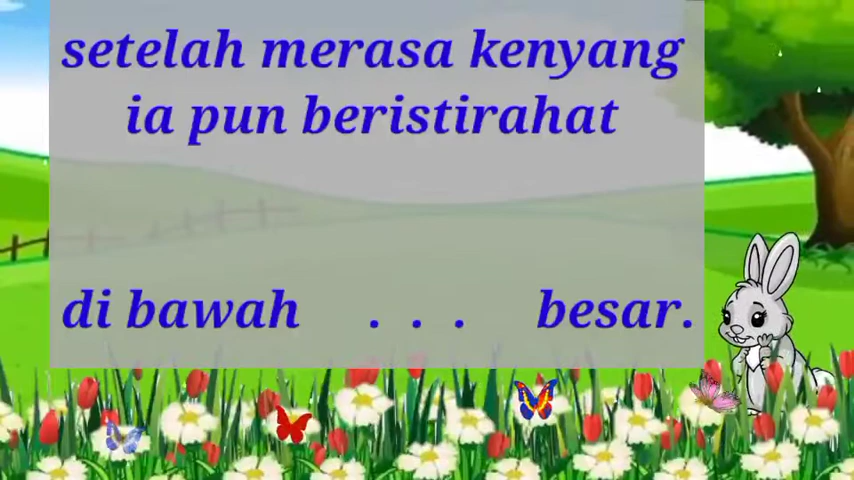 setelah merasa kenyang
ia pun beristirahat
di bawah . . . besar.